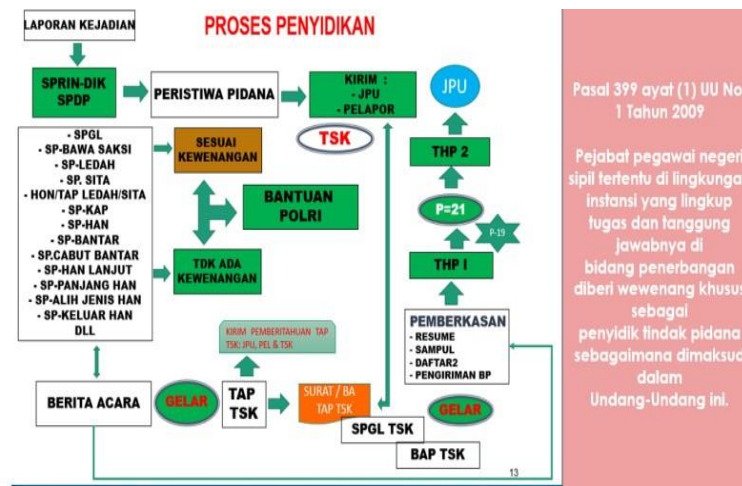 PROSES PENYIDIKAN
LAPORAN KEJADIAN
SPRIN-DIK
SPDP
PERISTIWA PIDANA
KIRIM :
- JPU
- PELAPOR
TSK
JPU
THP 2
P=21
P-19
THP I
- SPGL
- SP-BAWA SAKSI
- SP-LEDAH
- SP. SITA
- HON/TAP LEDAH/SITA
- SP-KAP
- SP-HAN
- SP-BANTAR
- SP.CABUT BANTAR
- SP-HAN LANJUT
- SP-PANJANG HAN
- SP-ALIH JENIS HAN
- SP-KELUAR HAN
DLL
SESUAI
KEWENANGAN
BANTUAN
POLRI
TDK ADA
KEWENANGAN
PEMBERKASAN
- RESUME
- SAMPUL
- DAFTAR2
- PENGIRIMAN BP
KIRIM PEMBERITAHUAN TAP
TSK: JPU, PEL & TSK
BERITA ACARA
GELAR
TAP
TSK
SURAT / BA
TAP TSK
GELAR
SPGL TSK
BAP TSK
13
Pasal 399 ayat (1) UU No
1 Tahun 2009
Pejabat pegawai negeri
sipil tertentu di lingkungan
instansi yang lingkup
tugas dan tanggung
jawabnya di
bidang penerbangan
diberi wewenang khusus
sebagai
penyidik tindak pidana
sebagaimana dimaksud
dalam
Undang-Undang ini.